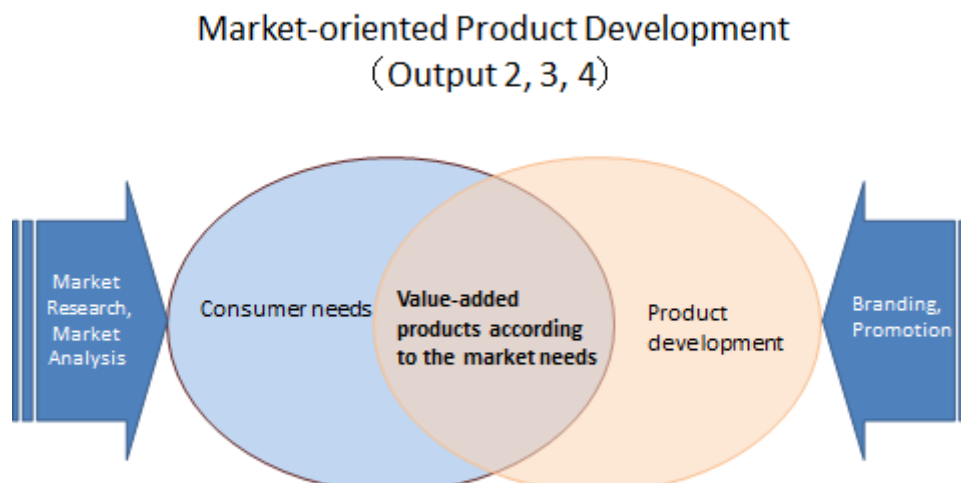 Market-oriented Product Development
（Output 2, 3, 4）
Market
Research,
Market
Analysis
Consumer needs
Value-added
products according
to the market needs
Product
development
Branding,
Promotion